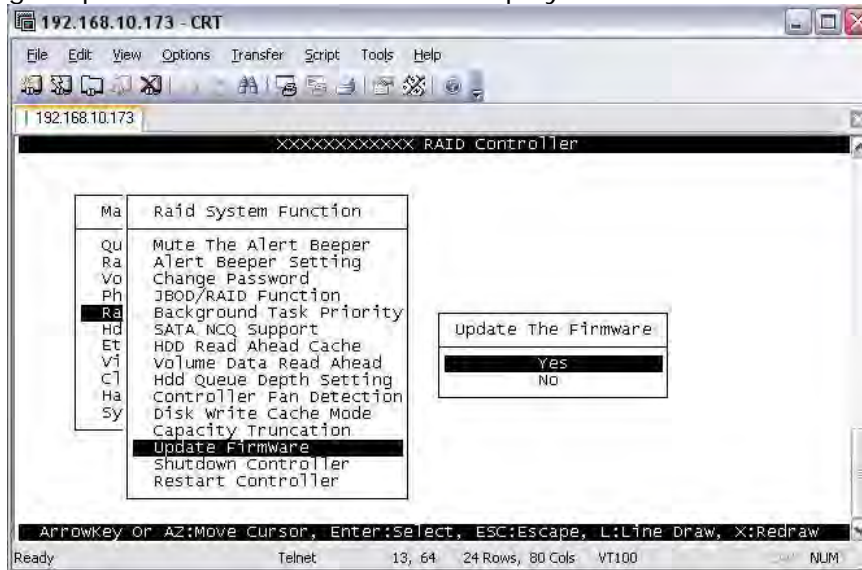 192.168.10.173 - CRT
File Edit View Options Transfer Script Tools Help
192.168.10.173
XXXXXXXXXXXX RAID Controller
Ma
Raid System Function
Qu
Mute The Alert Beeper
Ra
Alert Beeper Setting
Vo
Change Password
Ph
JBOD/RAID Function
Ra
Background Task Priority
Hd
SATA NCQ Support
Et
HDD Read Ahead Cache
Vi
Volume Data Read Ahead
Cl
Hdd Queue Depth Setting
Ha
Controller Fan Detection
Sy
Disk Write Cache Mode
Capacity Truncation
Update Firmware
Shutdown Controller
Restart Controller
Update The Firmware
Yes
No
ArrowKey Or AZ:Move Cursor, Enter:Select, ESC:Escape, L:Line Draw, X:Redraw
Ready Telnet 13, 64 24 Rows, 80 Cols VT100 NUM